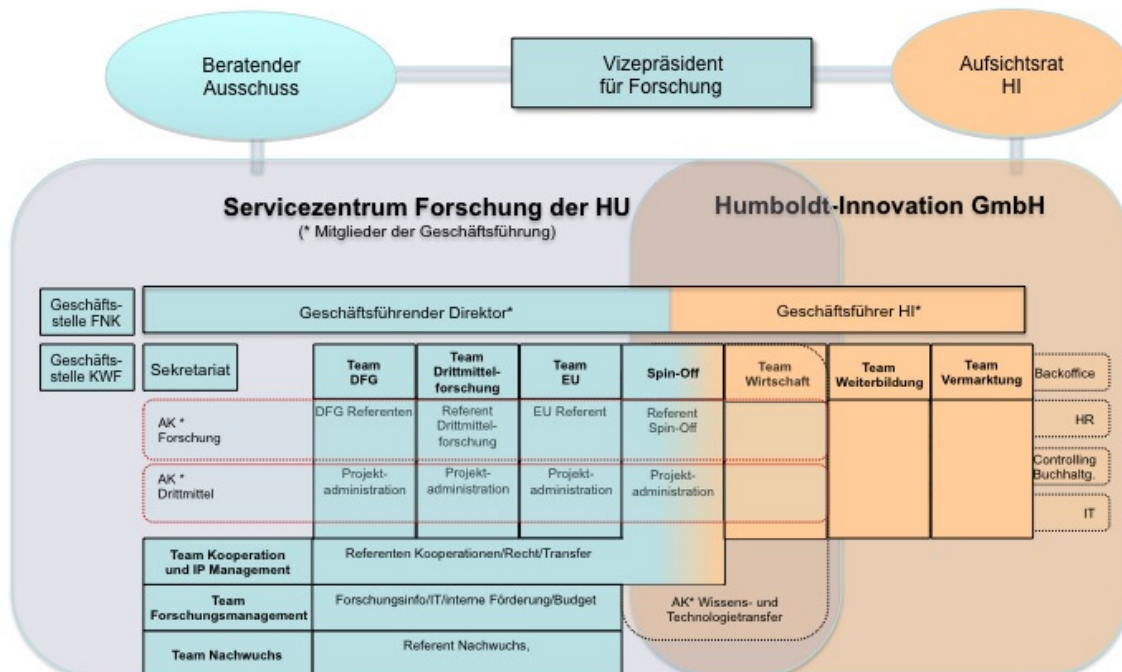 Beratender
Ausschuss
Vizepräsident
für Forschung
Aufsichtsrat
HI
Servicezentrum Forschung der HU
(* Mitglieder der Geschäftsführung)
Humboldt-Innovation GmbH
Geschäfts-
stelle FNK
Geschäftsführender Direktor*
Geschäftsführer HI*
Geschäfts-
stelle KWF
Sekretariat
Team
DFG
Team
Drittmittel-
forschung
Team
EU
Spin-Off
Team
Wirtschaft
Team
Weiterbildung
Team
Vermarktung
Backoffice
AK *
Forschung
DFG Referenten
Referent
Drittmittel-
forschung
EU Referent
Referent
Spin-Off
HR
AK *
Drittmittel
Projekt-
administration
Projekt-
administration
Projekt-
administration
Projekt-
administration
Controlling
Buchhaltg.
IT
Team Kooperation
und IP Management
Referenten Kooperationen/Recht/Transfer
Team
Forschungsmanagement
Forschungsinfo/IT/interne Förderung/Budget
AK* Wissens- und
Technologietransfer
Team Nachwuchs
Referent Nachwuchs,